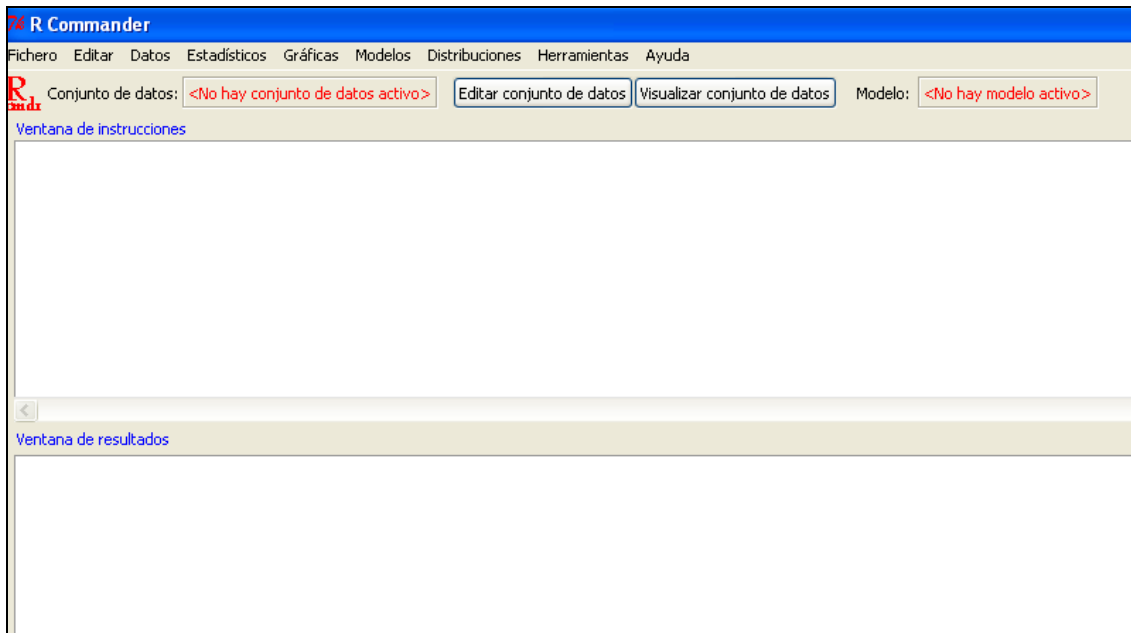 R Commander
Fichero Editar Datos Estadísticos Gráficas Modelos Distribuciones Herramientas Ayuda
R cmdr Conjunto de datos: <No hay conjunto de datos activo> Editar conjunto de datos Visualizar conjunto de datos Modelo: <No hay modelo activo>
Ventana de instrucciones
Ventana de resultados